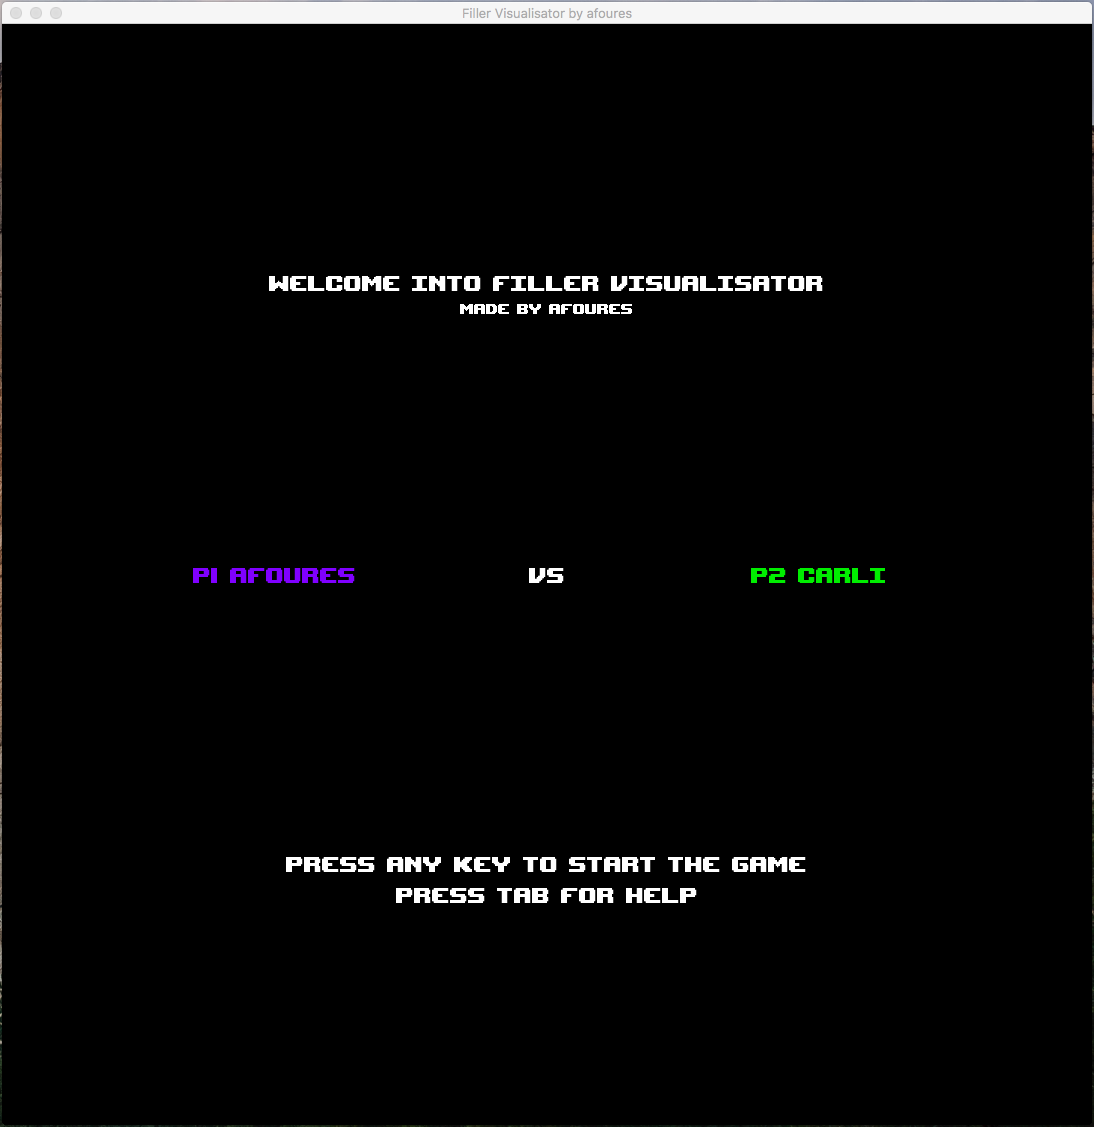 Filler Visualisator by afoures
WELCOME INTO FILLER VISUALISATOR
MADE BY AFOURES
P1 AFOURES VS P2 CARLI
PRESS ANY KEY TO START THE GAME
PRESS TAB FOR HELP